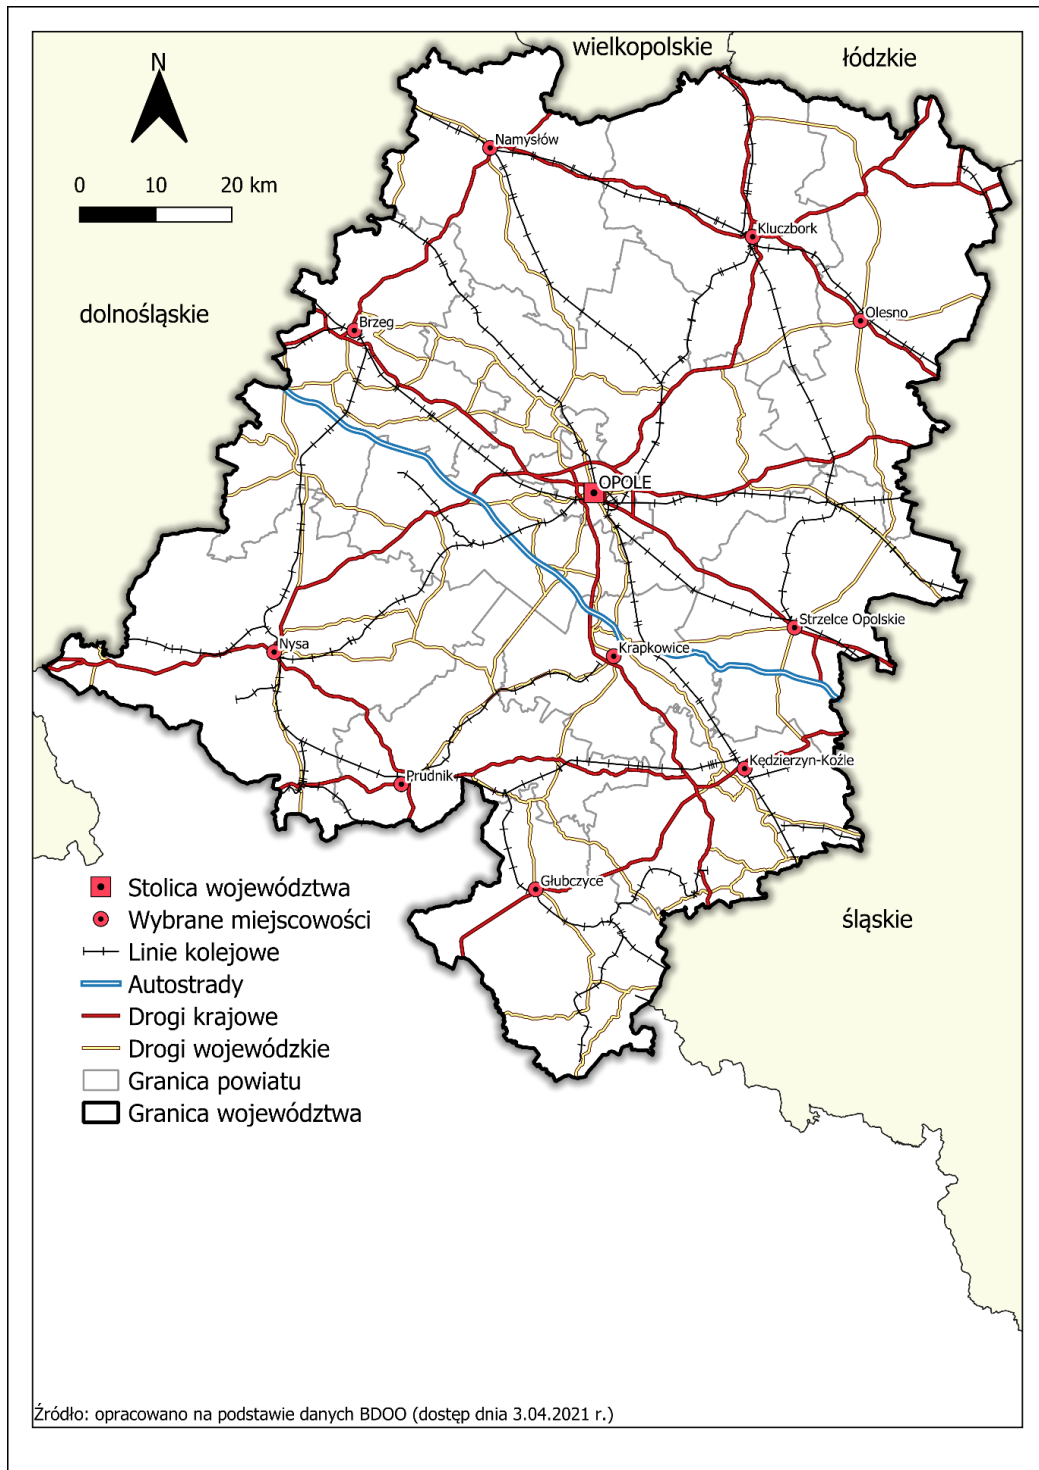 wielkopolskie
łódzkie
N
Namysłów
0 10 20 km
Kluczbork
dolnośląskie
Brzeg
Olesno
OPOLE
Strzelce Opolskie
Nysa
Krapkowice
Kędzierzyn-Koźle
Prudnik
Głubczyce
Stolica województwa
Wybrane miejscowości
śląskie
Linie kolejowe
Autostrady
Drogi krajowe
Drogi wojewódzkie
Granica powiatu
Granica województwa
Źródło: opracowano na podstawie danych BDOO (dostęp dnia 3.04.2021 r.)